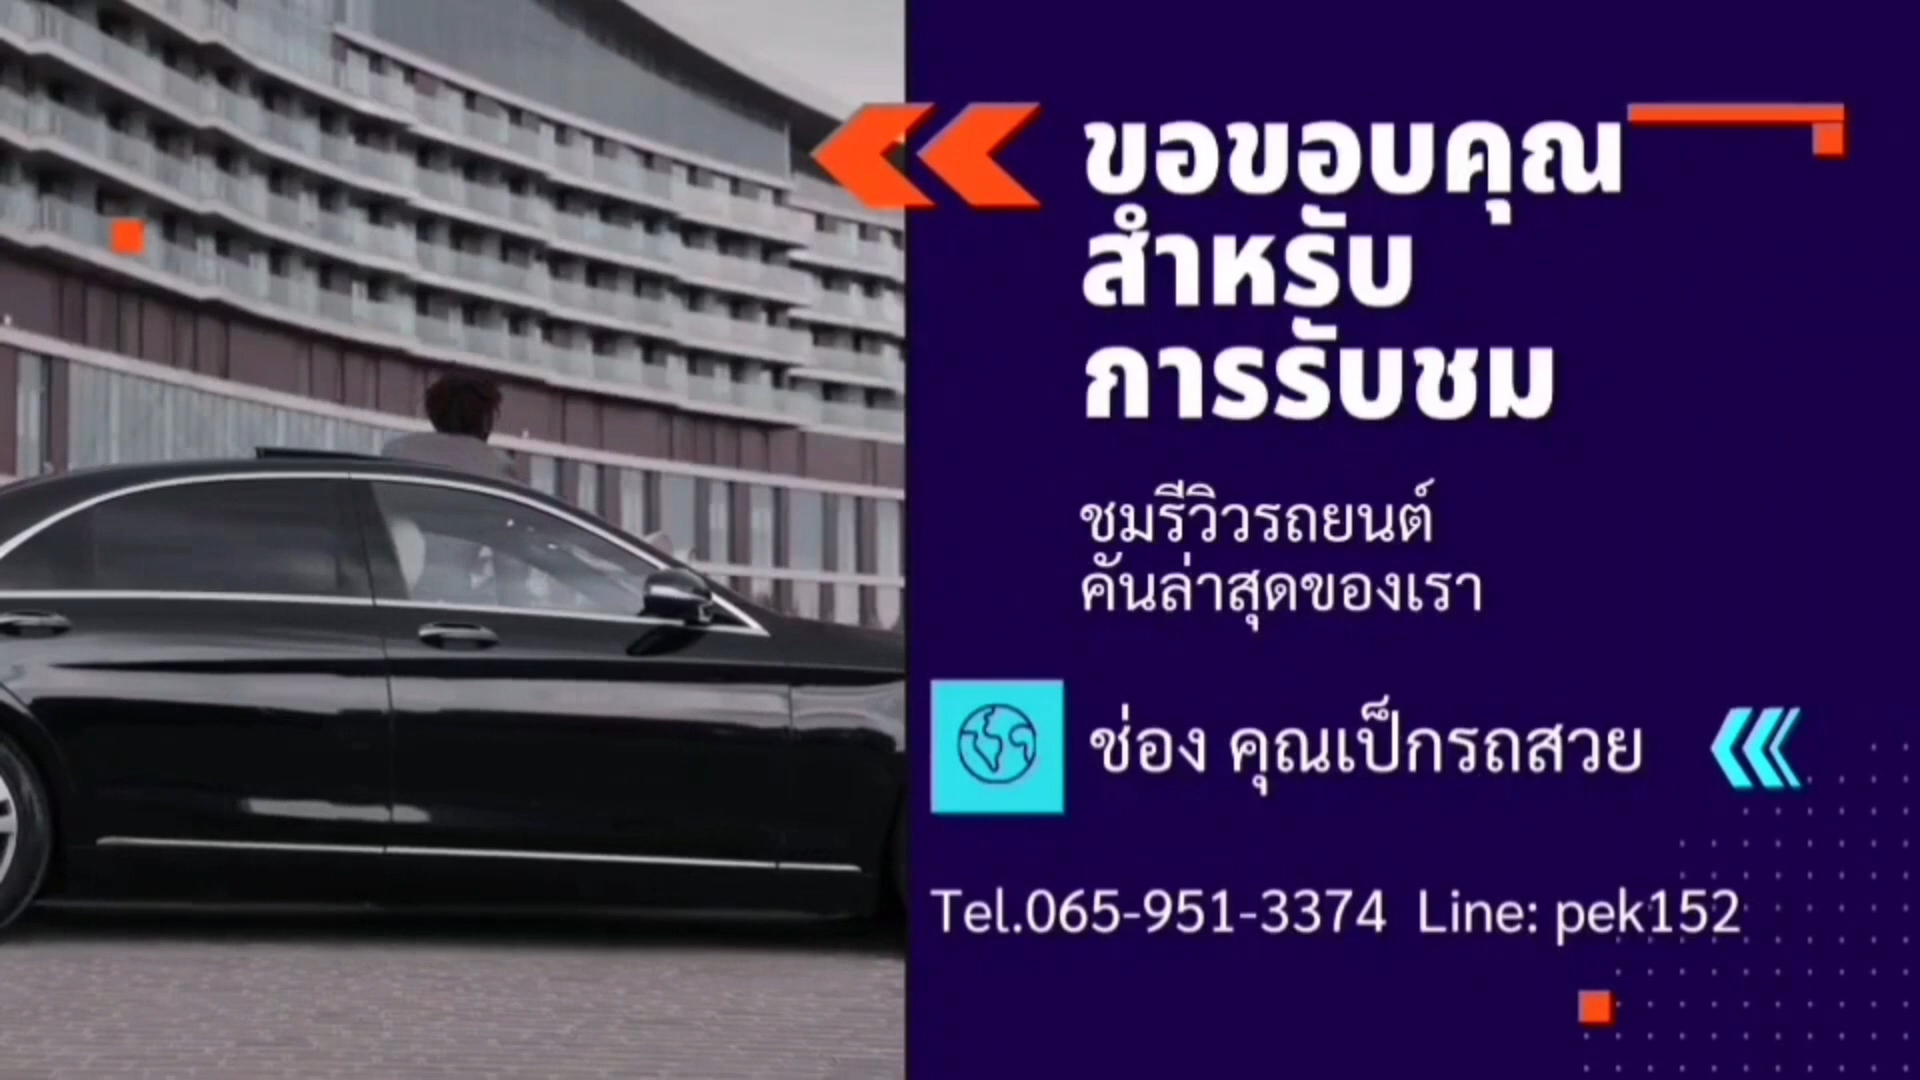 ขอขอบคุณ
สำหรับ
การรับชม
ชมรีวิวรถยนต์
คันล่าสุดของเรา
ช่อง คุณเป็กรถสวย
Tel.065-951-3374 Line: pek152